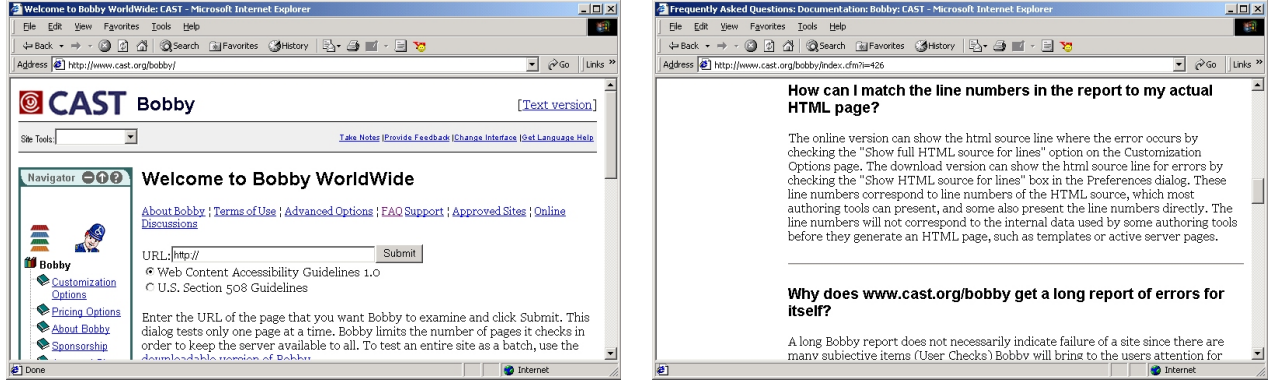 Welcome to Bobby WorldWide: CAST - Microsoft Internet Explorer
File Edit View Favorites Tools Help
Back Search Favorites History
Address http://www.cast.org/bobby/ Go Links »
CAST Bobby [Text version]
Site Tools: Take Notes |Provide Feedback |Change Interface |Get Language Help
Navigator
Welcome to Bobby WorldWide
About Bobby ¦ Terms of Use ¦ Advanced Options ¦ FAQ Support ¦ Approved Sites ¦ Online
Discussions
URL: http:// Submit
Web Content Accessibility Guidelines 1.0
U.S. Section 508 Guidelines
Enter the URL of the page that you want Bobby to examine and click Submit. This
dialog tests only one page at a time. Bobby limits the number of pages it checks in
order to keep the server available to all. To test an entire site as a batch, use the
downloadable version of Bobby
Bobby
Customization
Options
Pricing Options
About Bobby
Sponsorship
Done Internet
Frequently Asked Questions: Documentation: Bobby: CAST - Microsoft Internet Explorer
File Edit View Favorites Tools Help
Back Search Favorites History
Address http://www.cast.org/bobby/index.cfm?i=426 Go Links »
How can I match the line numbers in the report to my actual
HTML page?
The online version can show the html source line where the error occurs by
checking the "Show full HTML source for lines" option on the Customization
Options page. The download version can show the html source line for errors by
checking the "Show HTML source for lines" box in the Preferences dialog. These
line numbers correspond to line numbers of the HTML source, which most
authoring tools can present, and some also present the line numbers directly. The
line numbers will not correspond to the internal data used by some authoring tools
before they generate an HTML page, such as templates or active server pages.
Why does www.cast.org/bobby get a long report of errors for
itself?
A long Bobby report does not necessarily indicate failure of a site since there are
many subjective items (User Checks) Bobby will bring to the users attention for
Internet